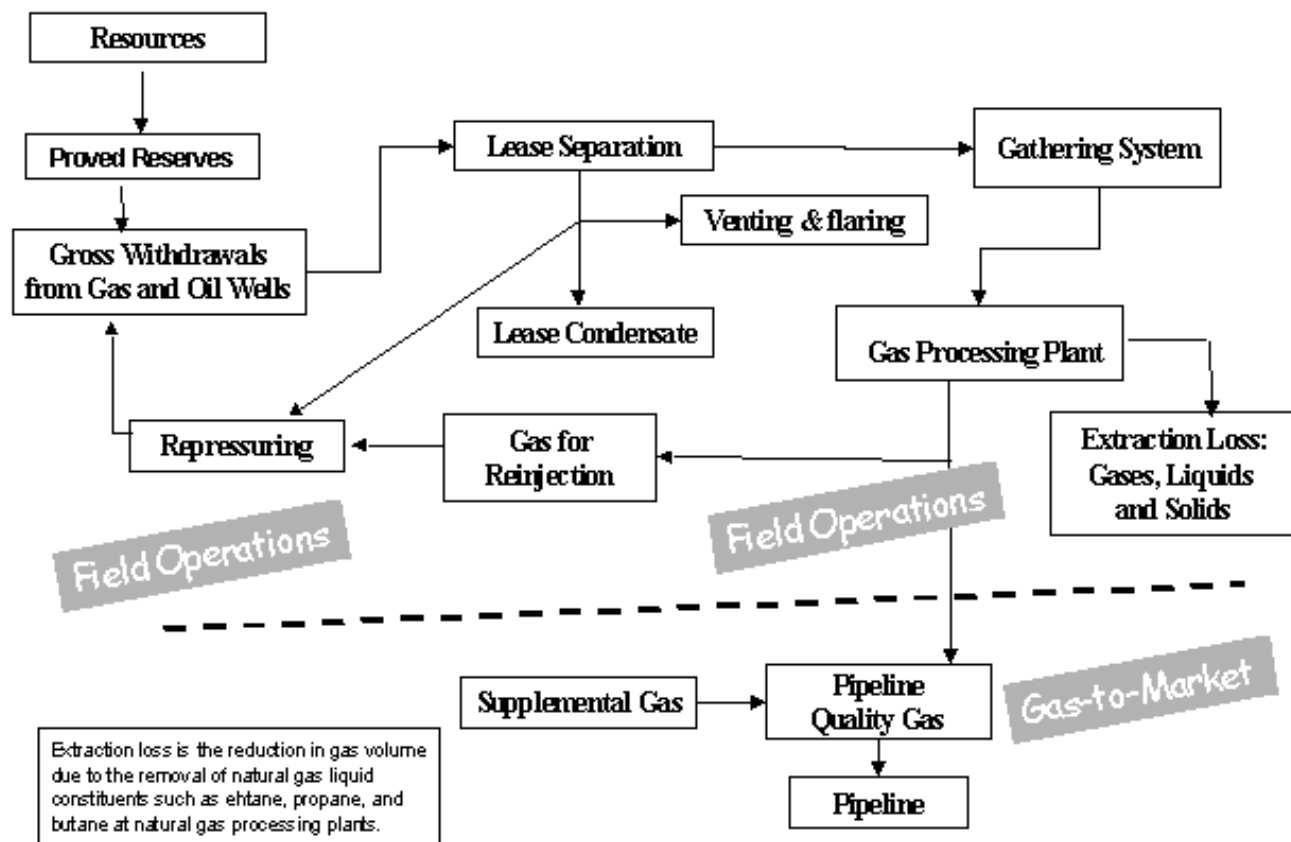 Resources
Proved Reserves
Lease Separation
Gathering System
Venting & flaring
Gross Withdrawals
from Gas and Oil Wells
Lease Condensate
Gas Processing Plant
Repressuring
Gas for
Reinjection
Extraction Loss:
Gases, Liquids
and Solids
Field Operations
Field Operations
Supplemental Gas
Pipeline
Quality Gas
Gas-to-Market
Pipeline
Extraction loss is the reduction in gas volume
due to the removal of natural gas liquid
constituents such as ehtane, propane, and
butane at natural gas processing plants.